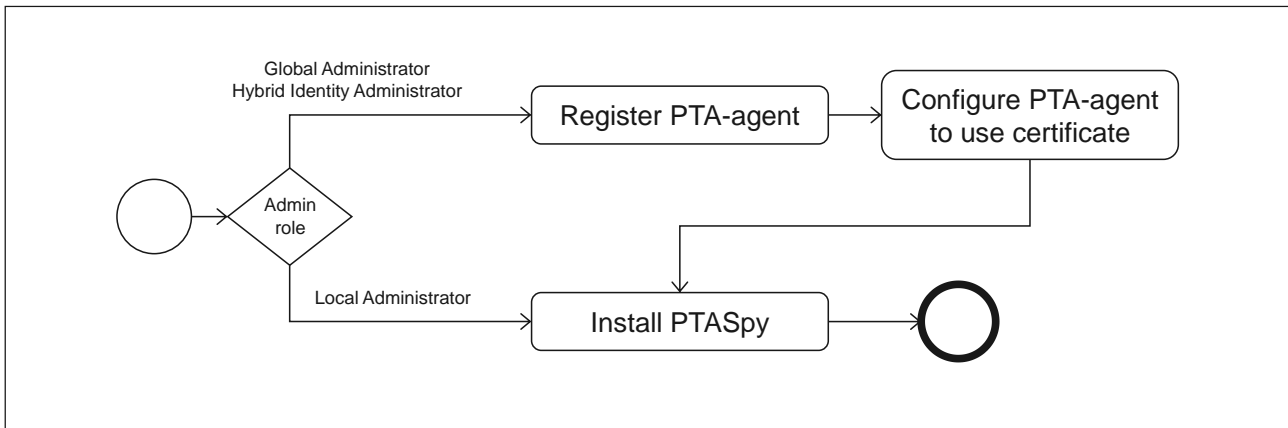 Global Administrator
Hybrid Identity Administrator
Register PTA-agent
Configure PTA-agent
to use certificate
Admin
role
Local Administrator
Install PTASpy